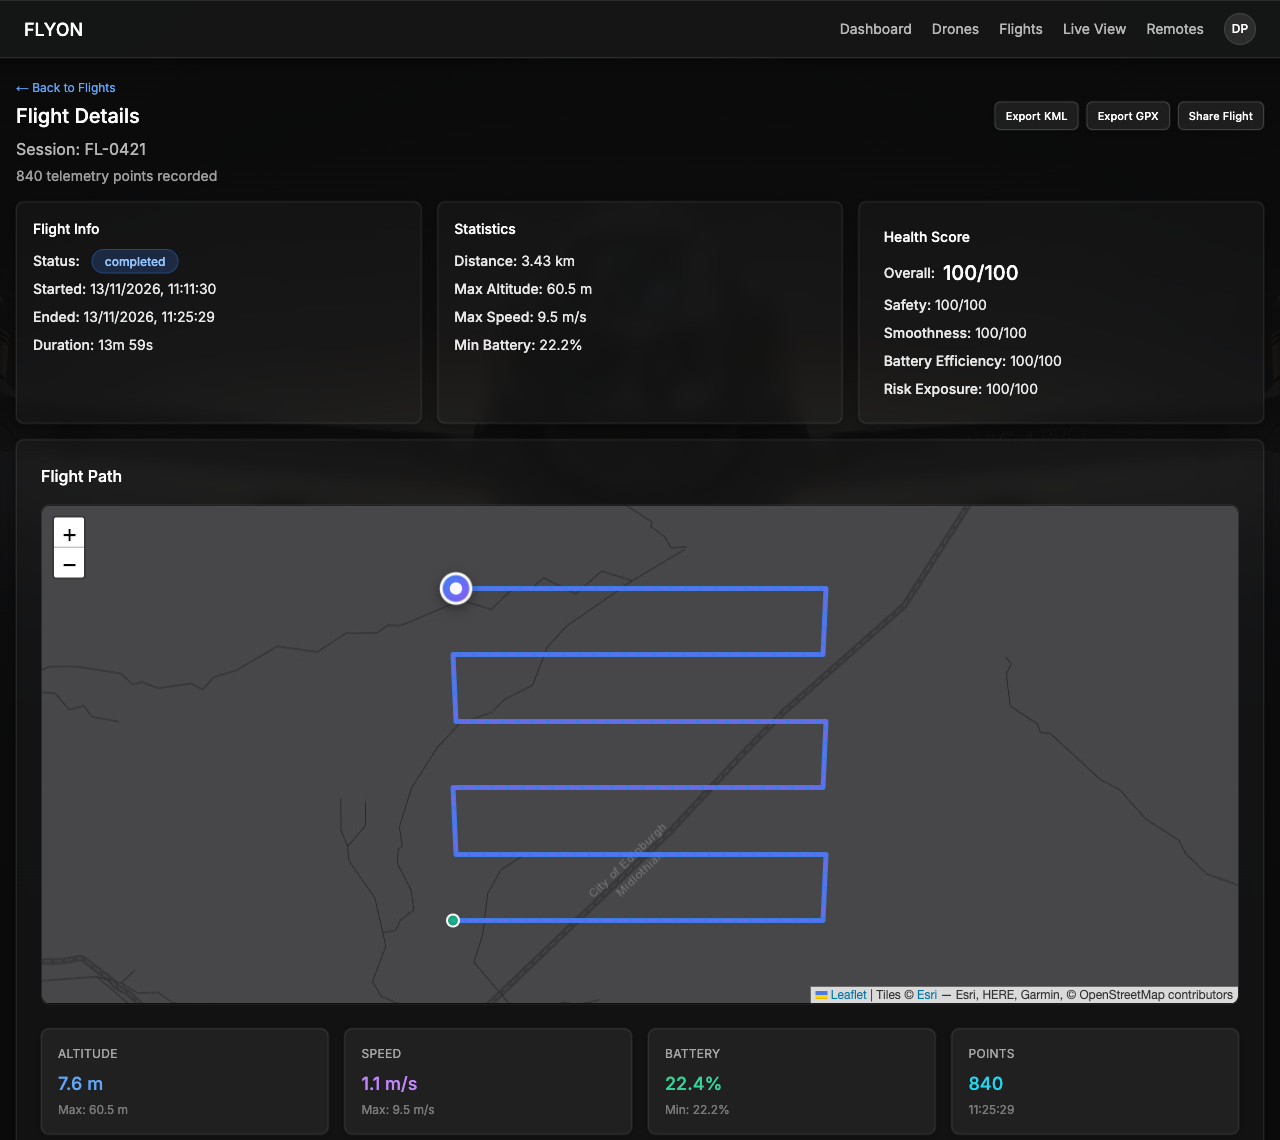 FLYON
Dashboard
Drones
Flights
Live View
Remotes
DP
← Back to Flights
Flight Details
Export KML
Export GPX
Share Flight
Session: FL-0421
840 telemetry points recorded
Flight Info
Status: completed
Started: 13/11/2026, 11:11:30
Ended: 13/11/2026, 11:25:29
Duration: 13m 59s
Statistics
Distance: 3.43 km
Max Altitude: 60.5 m
Max Speed: 9.5 m/s
Min Battery: 22.2%
Health Score
Overall: 100/100
Safety: 100/100
Smoothness: 100/100
Battery Efficiency: 100/100
Risk Exposure: 100/100
Flight Path
+
−
City of Edinburgh
Midlothian
Leaflet | Tiles © Esri — Esri, HERE, Garmin, © OpenStreetMap contributors
ALTITUDE
7.6 m
Max: 60.5 m
SPEED
1.1 m/s
Max: 9.5 m/s
BATTERY
22.4%
Min: 22.2%
POINTS
840
11:25:29